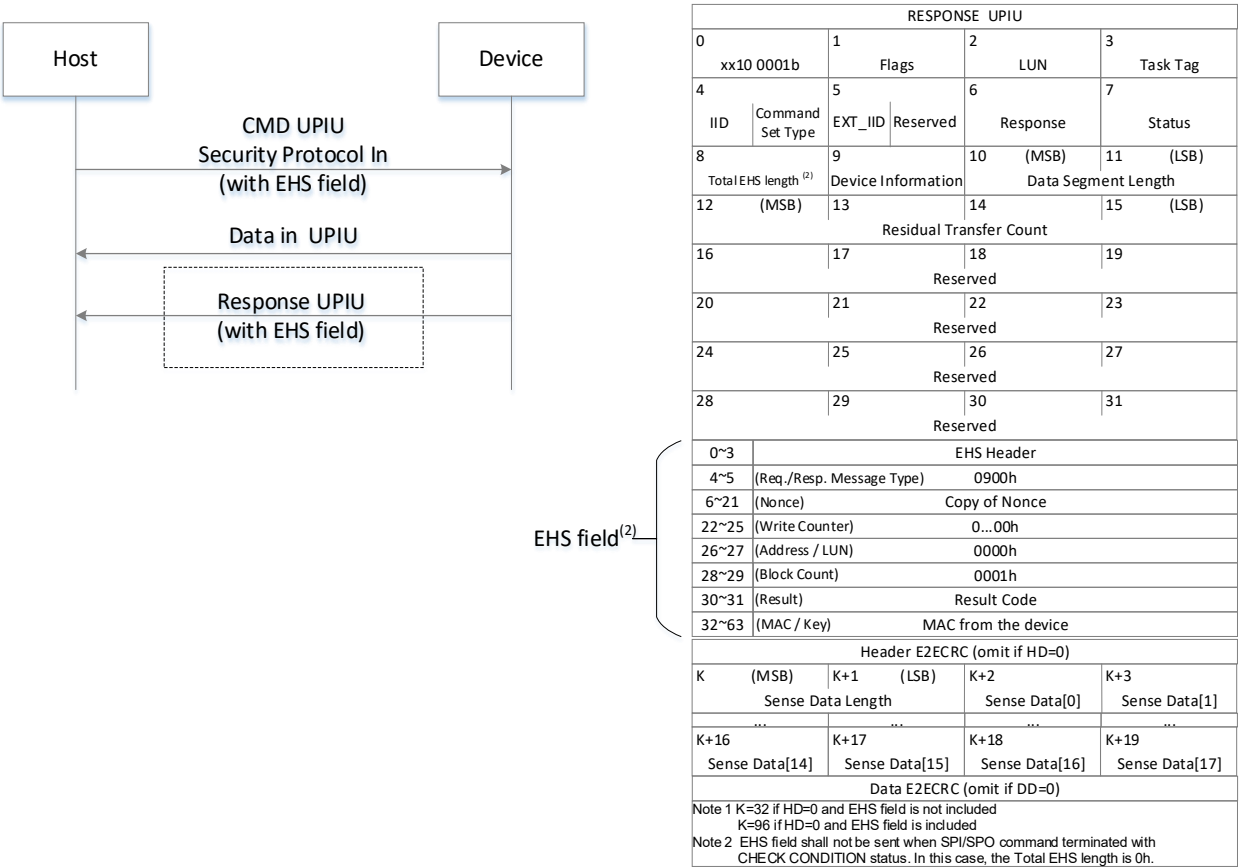 Host
Device
CMD UPIU
Security Protocol In
(with EHS field)
Data in UPIU
Response UPIU
(with EHS field)
RESPONSE UPIU
0 1 2 3
xx10 0001b Flags LUN Task Tag
4 5 6 7
IID Command Set Type EXT_IID Reserved Response Status
8 9 10 (MSB) 11 (LSB)
Total EHS length (2) Device Information Data Segment Length
12 (MSB) 13 14 15 (LSB)
Residual Transfer Count
16 17 18 19
Reserved
20 21 22 23
Reserved
24 25 26 27
Reserved
28 29 30 31
Reserved
EHS field(2)
0~3 EHS Header
4~5 (Req./Resp. Message Type) 0900h
6~21 (Nonce) Copy of Nonce
22~25 (Write Counter) 0...00h
26~27 (Address / LUN) 0000h
28~29 (Block Count) 0001h
30~31 (Result) Result Code
32~63 (MAC / Key) MAC from the device
Header E2ECRC (omit if HD=0)
K (MSB) K+1 (LSB) K+2 K+3
Sense Data Length Sense Data[0] Sense Data[1]
... ... ... ...
K+16 K+17 K+18 K+19
Sense Data[14] Sense Data[15] Sense Data[16] Sense Data[17]
Data E2ECRC (omit if DD=0)
Note 1 K=32 if HD=0 and EHS field is not included
K=96 if HD=0 and EHS field is included
Note 2 EHS field shall not be sent when SPI/SPO command terminated with
CHECK CONDITION status. In this case, the Total EHS length is 0h.